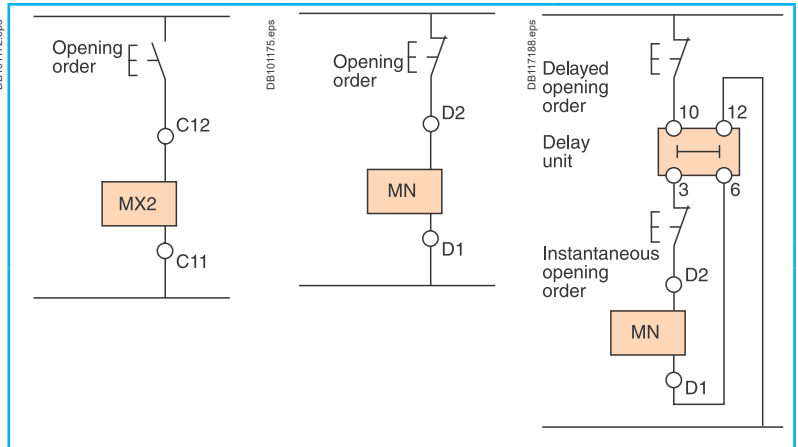 Opening
order
C12
MX2
C11
DB101175.eps
Opening
order
D2
MN
D1
DB117188.eps
Delayed
opening
order
10
12
Delay
unit
3
6
Instantaneous
opening
order
D2
MN
D1